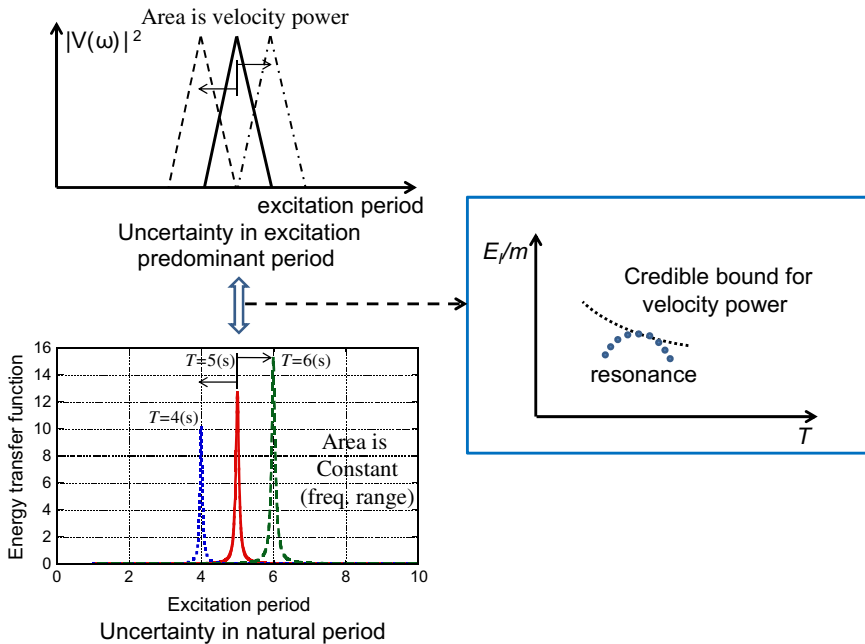 Area is velocity power
|V(ω)|²
excitation period
Uncertainty in excitation
predominant period
E_I/m
Credible bound for
velocity power
resonance
T
Energy transfer function
16
14
12
10
8
6
4
2
0
T=5(s)
T=6(s)
T=4(s)
Area is
Constant
(freq. range)
0
2
4
6
8
10
Excitation period
Uncertainty in natural period